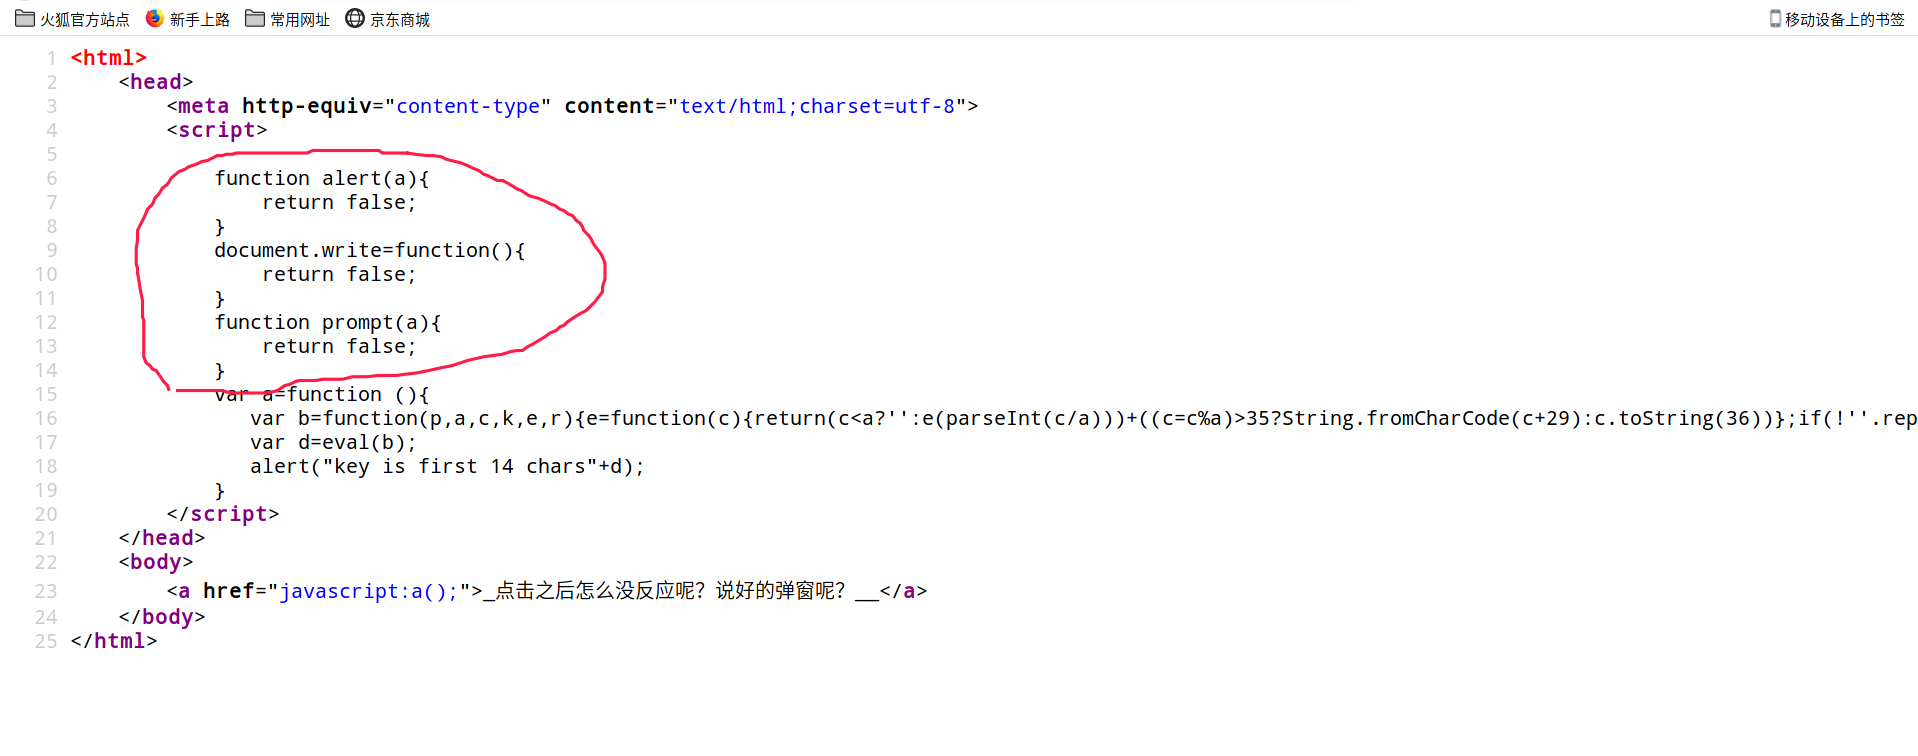 火狐官方站点 新手上路 常用网址 京东商城 移动设备上的书签
1 <html>
2 <head>
3 <meta http-equiv="content-type" content="text/html;charset=utf-8">
4 <script>
5
6 function alert(a){
7 return false;
8 }
9 document.write=function(){
10 return false;
11 }
12 function prompt(a){
13 return false;
14 }
15 var a=function (){
16 var b=function(p,a,c,k,e,r){e=function(c){return(c<a?'':e(parseInt(c/a)))+((c=c%a)>35?String.fromCharCode(c+29):c.toString(36))};if(!''.rep
17 var d=eval(b);
18 alert("key is first 14 chars"+d);
19 }
20 </script>
21 </head>
22 <body>
23 <a href="javascript:a();">_点击之后怎么没反应呢？说好的弹窗呢？__</a>
24 </body>
25 </html>